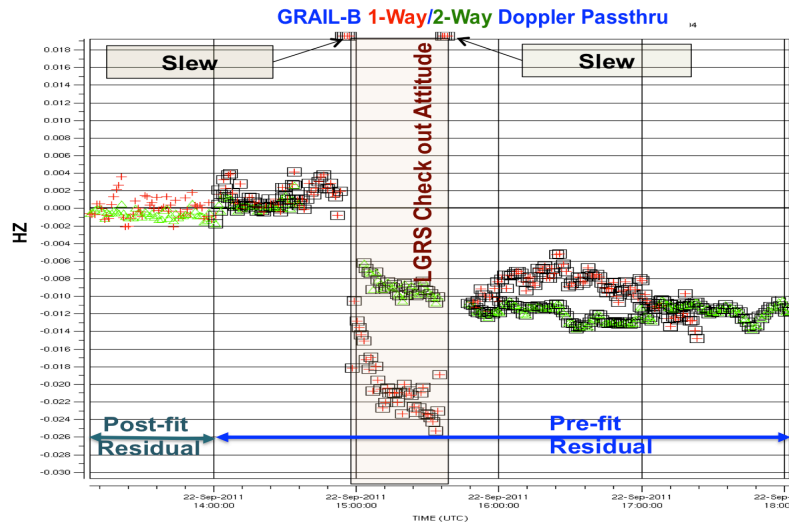 GRAIL-B 1-Way/2-Way Doppler Passthru
Slew
Slew
LGRS Check out Attitude
HZ
0.018
0.016
0.014
0.012
0.010
0.008
0.006
0.004
0.002
0.000
-0.002
-0.004
-0.006
-0.008
-0.010
-0.012
-0.014
-0.016
-0.018
-0.020
-0.022
-0.024
-0.026
-0.028
-0.030
Post-fit
Residual
Pre-fit
Residual
22-Sep-2011
14:00:00
22-Sep-2011
15:00:00
22-Sep-2011
16:00:00
22-Sep-2011
17:00:00
22-Sep-2011
18:00
TIME (UTC)